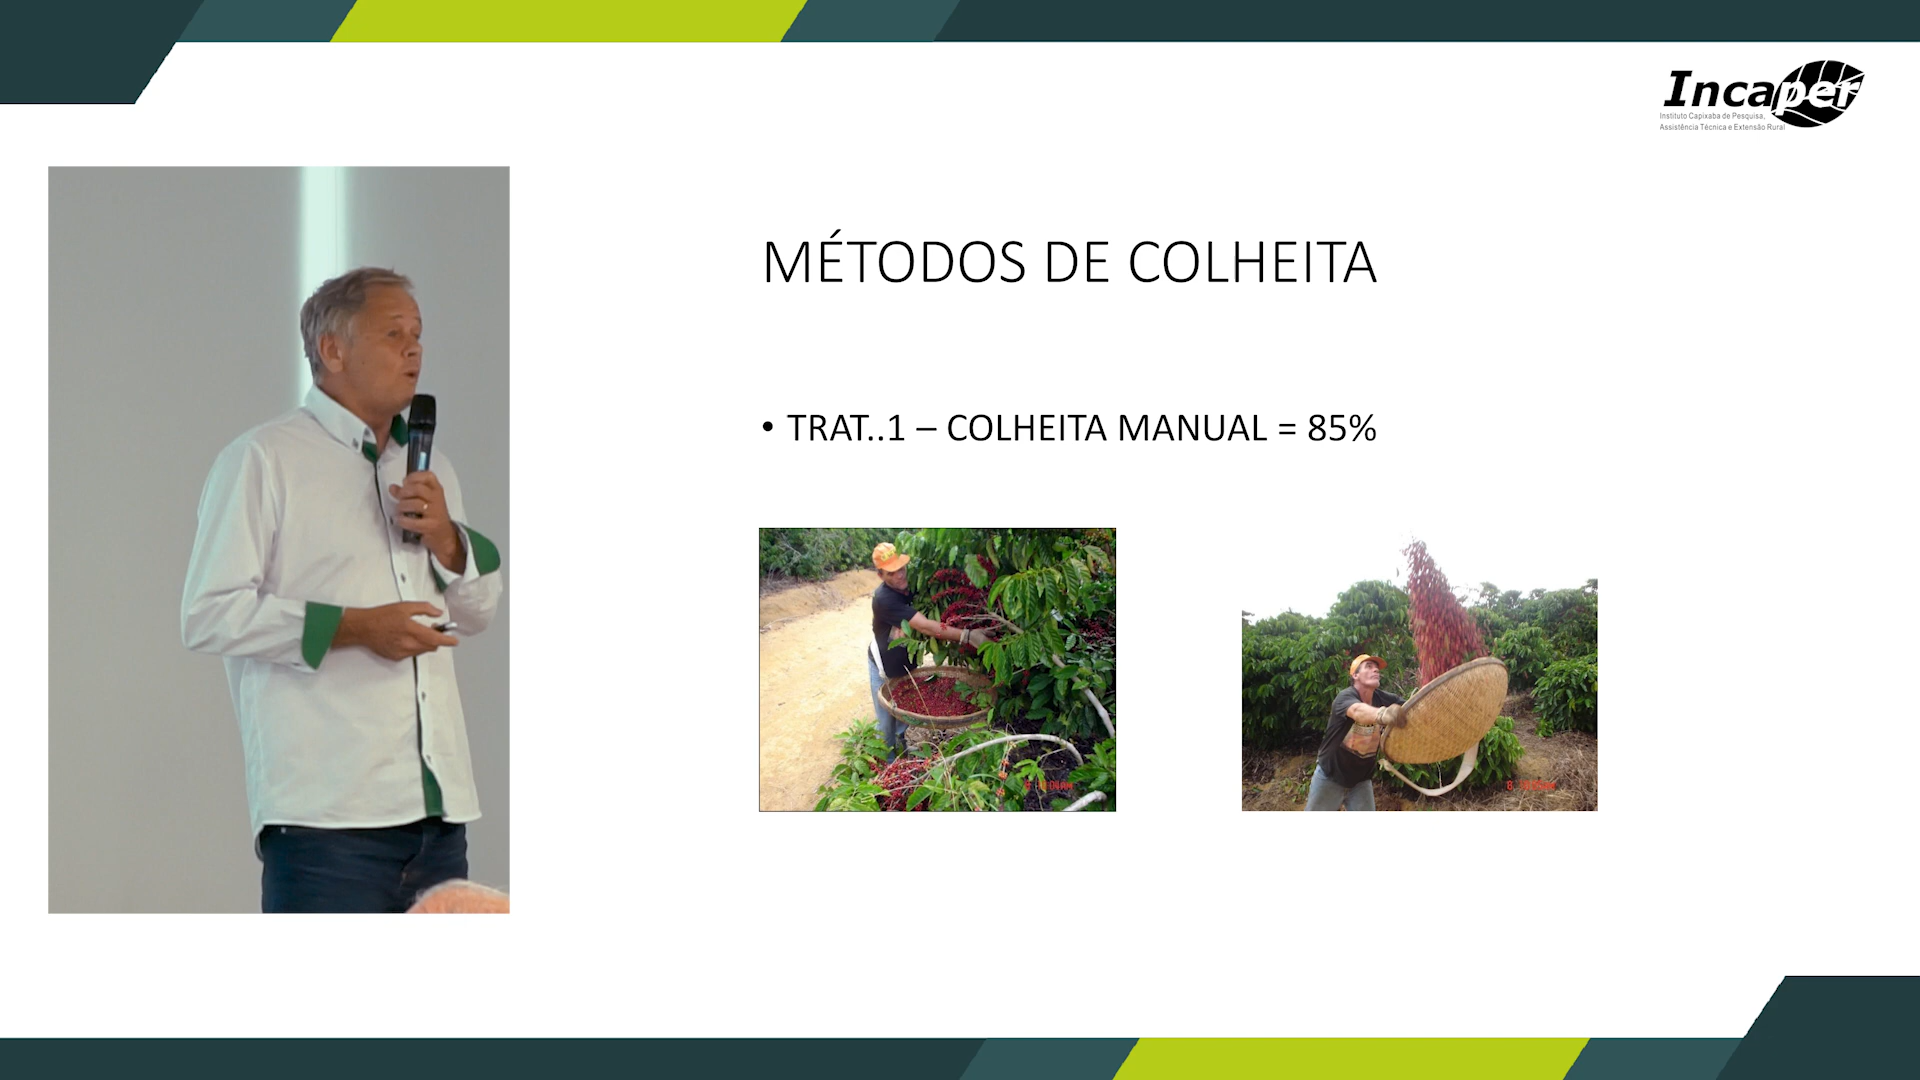 Incaper
Instituto Capixaba de Pesquisa,
Assistência Técnica e Extensão Rural
MÉTODOS DE COLHEITA
• TRAT..1 – COLHEITA MANUAL = 85%